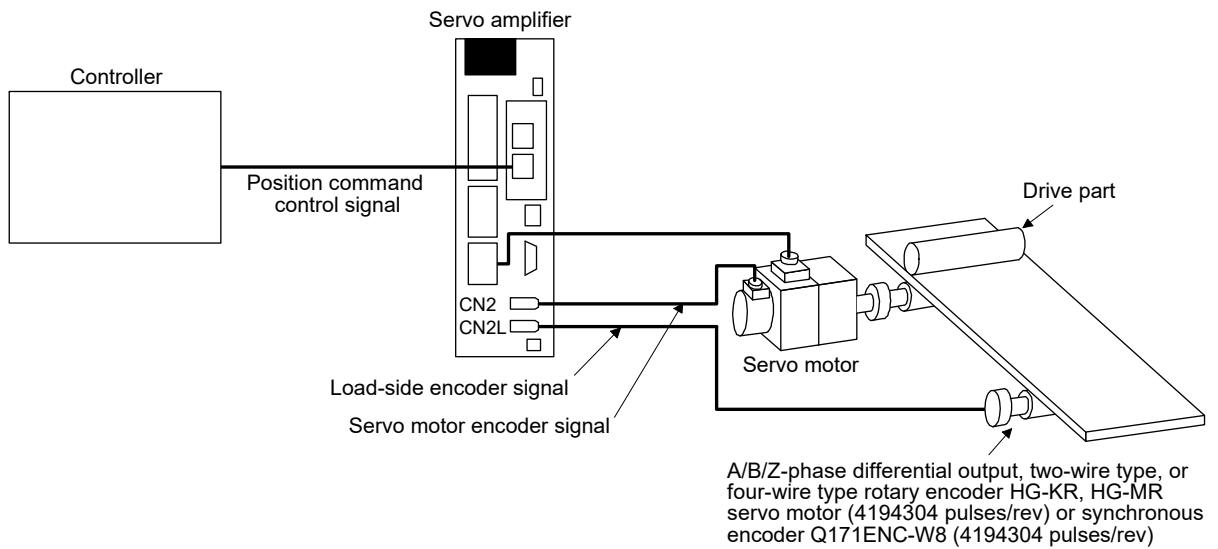 Servo amplifier
Controller
Position command
control signal
Drive part
CN2
CN2L
Servo motor
Load-side encoder signal
Servo motor encoder signal
A/B/Z-phase differential output, two-wire type, or
four-wire type rotary encoder HG-KR, HG-MR
servo motor (4194304 pulses/rev) or synchronous
encoder Q171ENC-W8 (4194304 pulses/rev)